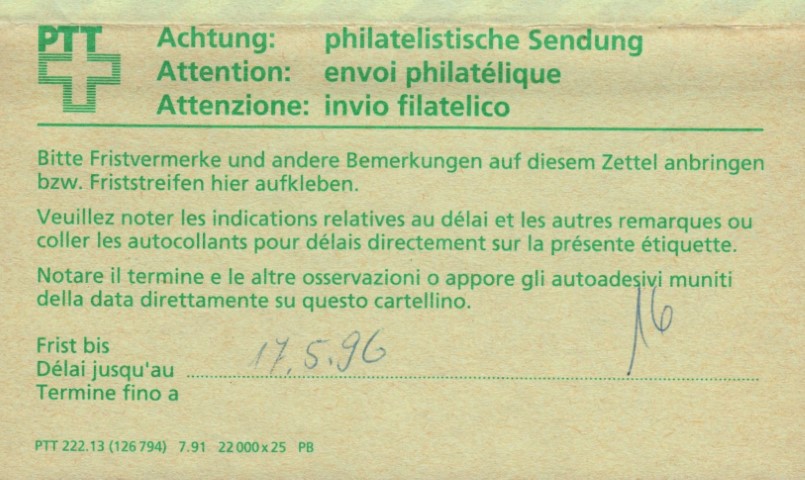 PTT
Achtung: philatelistische Sendung
Attention: envoi philatélique
Attenzione: invio filatelico
Bitte Fristvermerke und andere Bemerkungen auf diesem Zettel anbringen
bzw. Friststreifen hier aufkleben.
Veuillez noter les indications relatives au délai et les autres remarques ou
coller les autocollants pour délais directement sur la présente étiquette.
Notare il termine e le altre osservazioni o appore gli autoadesivi muniti
della data direttamente su questo cartellino.
Frist bis
Délai jusqu'au 17.5.96 16
Termine fino a
PTT 222.13 (126 794) 7.91 22 000 x 25 PB